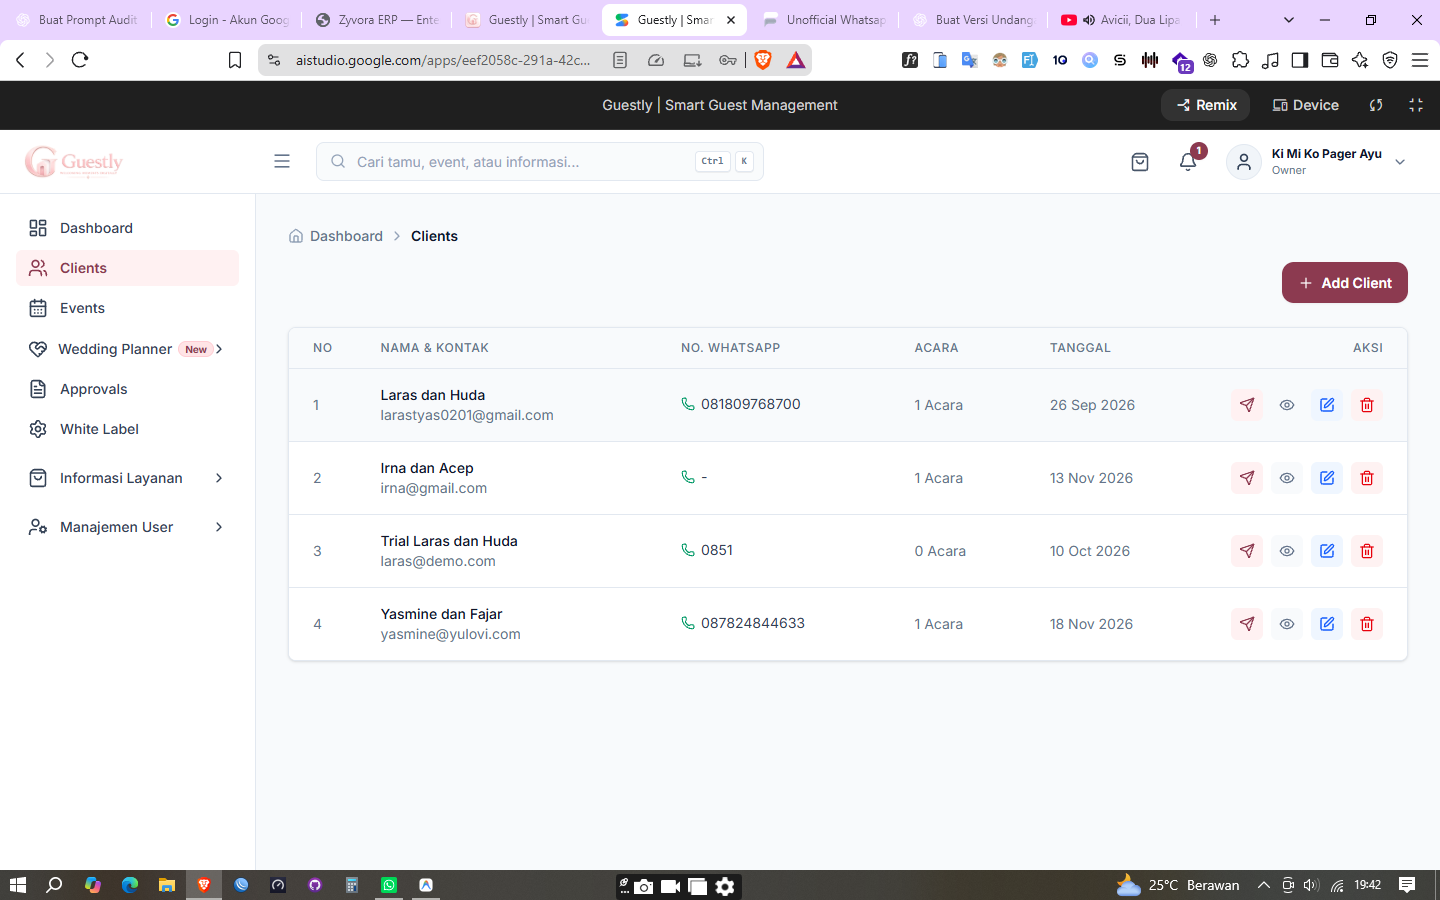 Buat Prompt Audit
Login - Akun Goog
Zyvora ERP — Ente
Guestly | Smart Gu
Guestly | Smar
Unofficial Whatsap
Buat Versi Undang
Avicii, Dua Lipa
aistudio.google.com/apps/eef2058c-291a-42c...
12
Guestly | Smart Guest Management
Remix
Device
Guestly
Cari tamu, event, atau informasi...
Ctrl
K
1
Ki Mi Ko Pager Ayu
Owner
Dashboard
Clients
Events
Wedding Planner
New
Approvals
White Label
Informasi Layanan
Manajemen User
Dashboard
Clients
Add Client
NO NAMA & KONTAK NO. WHATSAPP ACARA TANGGAL AKSI
1 Laras dan Huda 081809768700 1 Acara 26 Sep 2026
larastyas0201@gmail.com
2 Irna dan Acep - 1 Acara 13 Nov 2026
irna@gmail.com
3 Trial Laras dan Huda 0851 0 Acara 10 Oct 2026
laras@demo.com
4 Yasmine dan Fajar 087824844633 1 Acara 18 Nov 2026
yasmine@yulovi.com
25°C Berawan
19:42